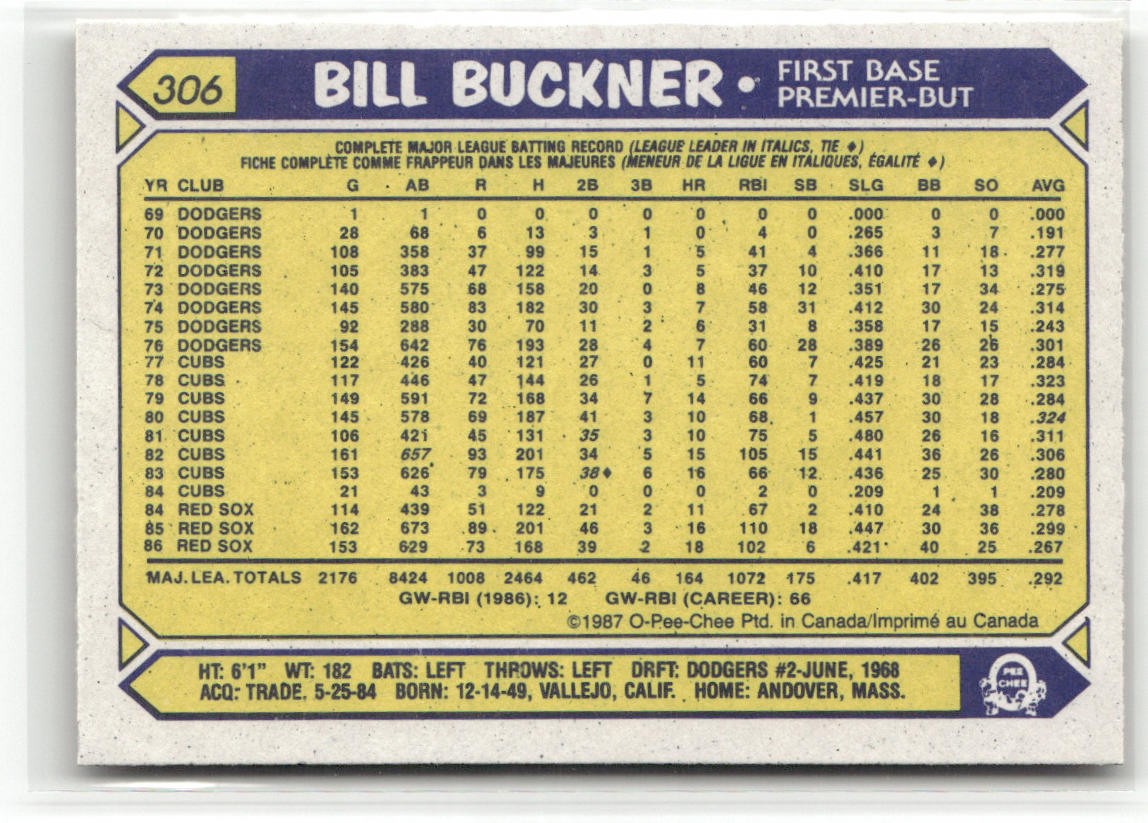 306
BILL BUCKNER • FIRST BASE
PREMIER-BUT
COMPLETE MAJOR LEAGUE BATTING RECORD (LEAGUE LEADER IN ITALICS, TIE ♦)
FICHE COMPLÈTE COMME FRAPPEUR DANS LES MAJEURES (MENEUR DE LA LIGUE EN ITALIQUES, ÉGALITÉ ♦)
YR CLUB G AB R H 2B 3B HR RBI SB SLG BB SO AVG
69 DODGERS 1 1 0 0 0 0 0 0 0 .000 0 0 .000
70 DODGERS 28 68 6 13 3 1 0 4 0 .265 3 7 .191
71 DODGERS 108 358 37 99 15 1 5 41 4 .366 11 18 .277
72 DODGERS 105 383 47 122 14 3 5 37 10 .410 17 13 .319
73 DODGERS 140 575 68 158 20 0 8 46 12 .351 17 34 .275
74 DODGERS 145 580 83 182 30 3 7 58 31 .412 30 24 .314
75 DODGERS 92 288 30 70 11 2 6 31 8 .358 17 15 .243
76 DODGERS 154 642 76 193 28 4 7 60 28 .389 26 26 .301
77 CUBS 122 426 40 121 27 0 11 60 7 .425 21 23 .284
78 CUBS 117 446 47 144 26 1 5 74 7 .419 18 17 .323
79 CUBS 149 591 72 168 34 7 14 66 9 .437 30 28 .284
80 CUBS 145 578 69 187 41 3 10 68 1 .457 30 18 .324
81 CUBS 106 421 45 131 35 3 10 75 5 .480 26 16 .311
82 CUBS 161 657 93 201 34 5 15 105 15 .441 36 26 .306
83 CUBS 153 626 79 175 38♦ 6 16 66 12 .436 25 30 .280
84 CUBS 21 43 3 9 0 0 0 2 0 .209 1 1 .209
84 RED SOX 114 439 51 122 21 2 11 67 2 .410 24 38 .278
85 RED SOX 162 673 89 201 46 3 16 110 18 .447 30 36 .299
86 RED SOX 153 629 73 168 39 2 18 102 6 .421 40 25 .267
MAJ. LEA. TOTALS 2176 8424 1008 2464 462 46 164 1072 175 .417 402 395 .292
GW-RBI (1986): 12 GW-RBI (CAREER): 66
©1987 O-Pee-Chee Ptd. in Canada/Imprimé au Canada
HT: 6'1" WT: 182 BATS: LEFT THROWS: LEFT DRFT: DODGERS #2-JUNE, 1968
ACQ: TRADE. 5-25-84 BORN: 12-14-49, VALLEJO, CALIF. HOME: ANDOVER, MASS.
PEE
CHEE